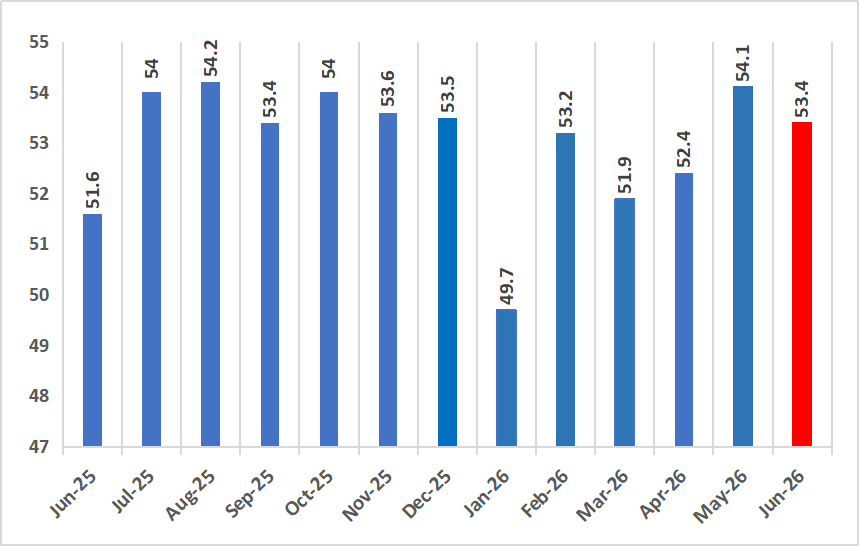 55
54
53
52
51
50
49
48
47
51.6
54
54.2
53.4
54
53.6
53.5
49.7
53.2
51.9
52.4
54.1
53.4
Jun-25
Jul-25
Aug-25
Sep-25
Oct-25
Nov-25
Dec-25
Jan-26
Feb-26
Mar-26
Apr-26
May-26
Jun-26